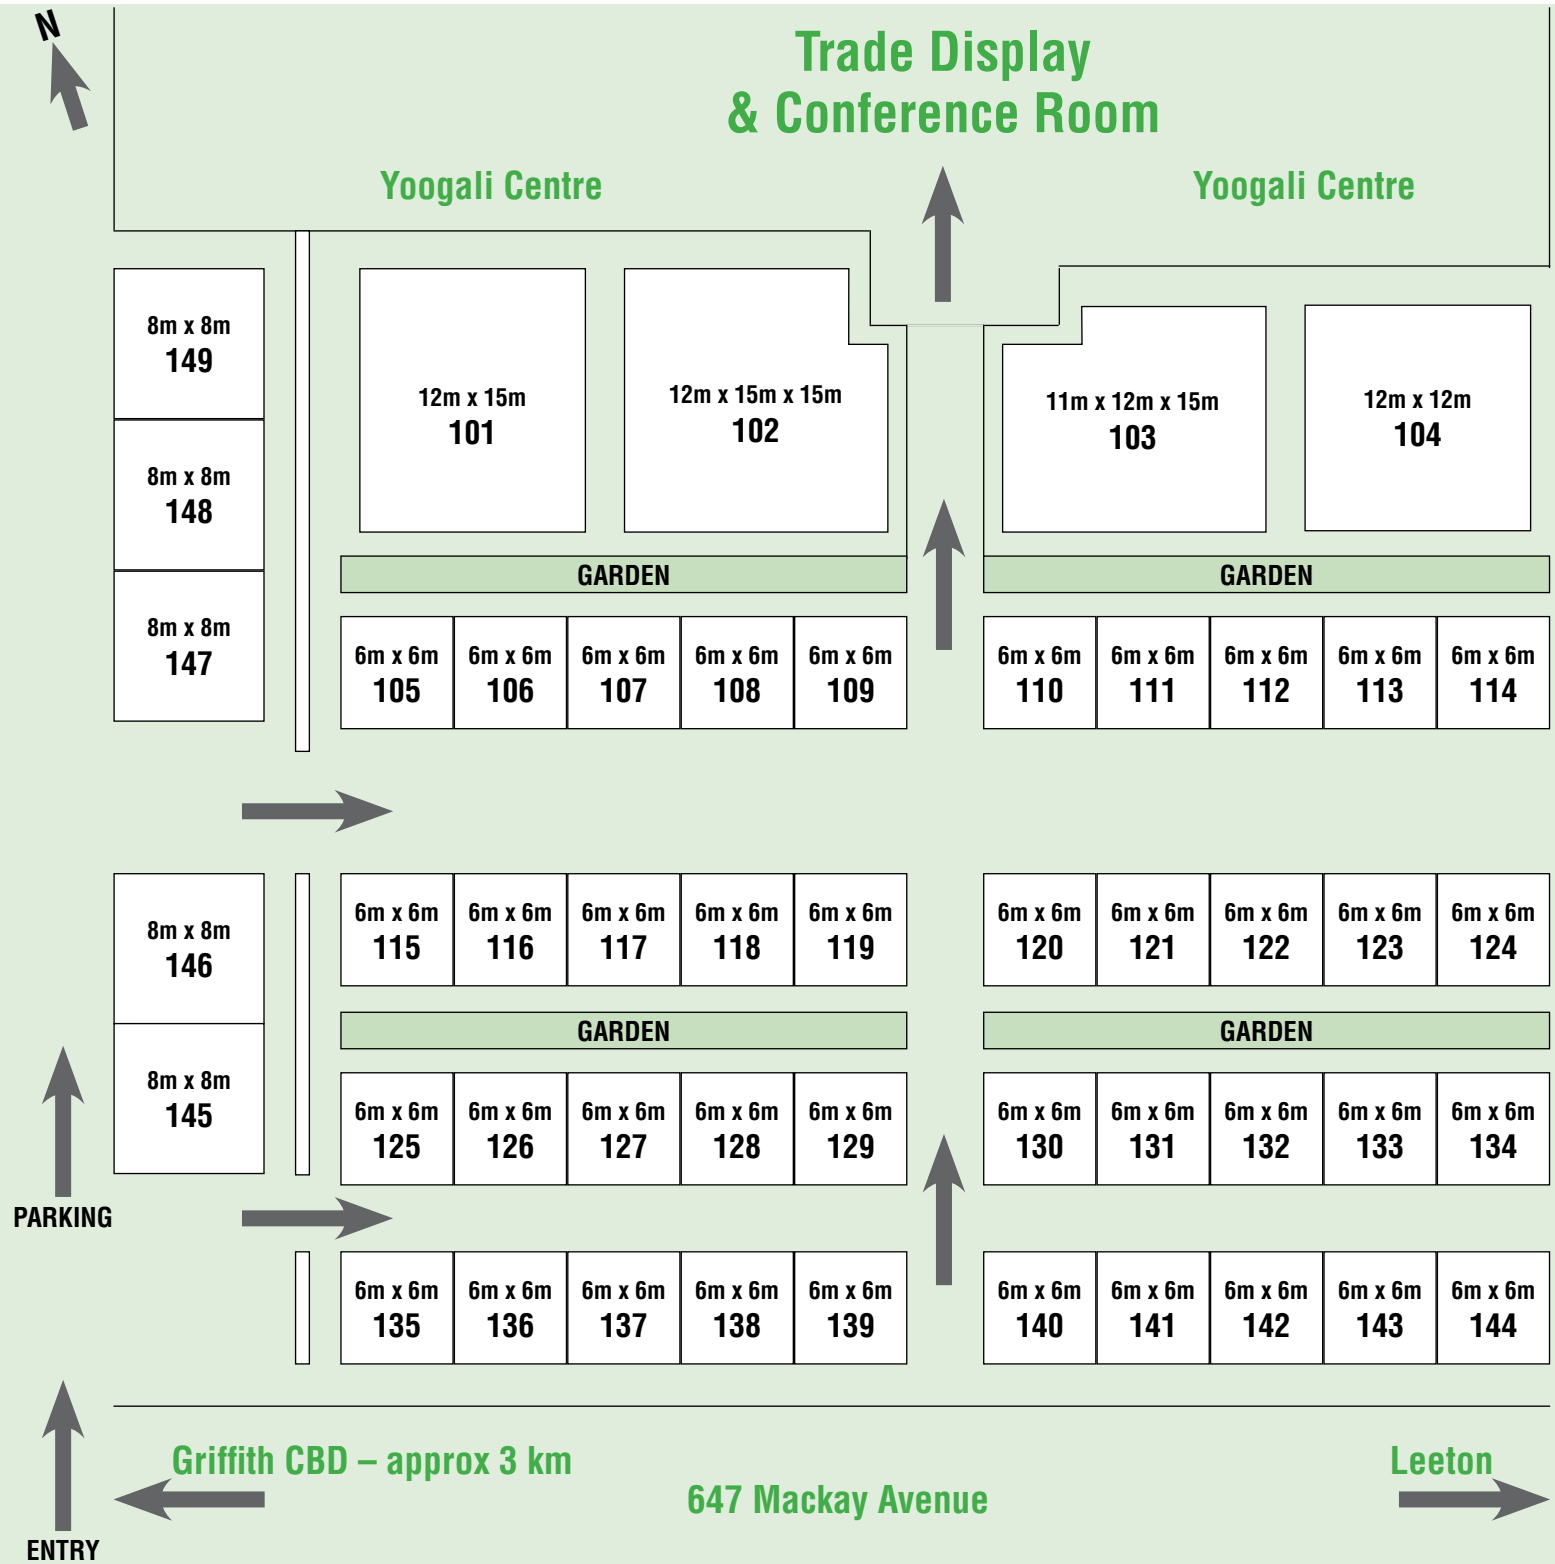 N
Trade Display
& Conference Room
Yoogali Centre
Yoogali Centre
8m x 8m
149
8m x 8m
148
8m x 8m
147
12m x 15m
101
12m x 15m x 15m
102
11m x 12m x 15m
103
12m x 12m
104
GARDEN
GARDEN
6m x 6m
105
6m x 6m
106
6m x 6m
107
6m x 6m
108
6m x 6m
109
6m x 6m
110
6m x 6m
111
6m x 6m
112
6m x 6m
113
6m x 6m
114
8m x 8m
146
8m x 8m
145
6m x 6m
115
6m x 6m
116
6m x 6m
117
6m x 6m
118
6m x 6m
119
6m x 6m
120
6m x 6m
121
6m x 6m
122
6m x 6m
123
6m x 6m
124
GARDEN
GARDEN
6m x 6m
125
6m x 6m
126
6m x 6m
127
6m x 6m
128
6m x 6m
129
6m x 6m
130
6m x 6m
131
6m x 6m
132
6m x 6m
133
6m x 6m
134
PARKING
6m x 6m
135
6m x 6m
136
6m x 6m
137
6m x 6m
138
6m x 6m
139
6m x 6m
140
6m x 6m
141
6m x 6m
142
6m x 6m
143
6m x 6m
144
Griffith CBD – approx 3 km
Leeton
647 Mackay Avenue
ENTRY